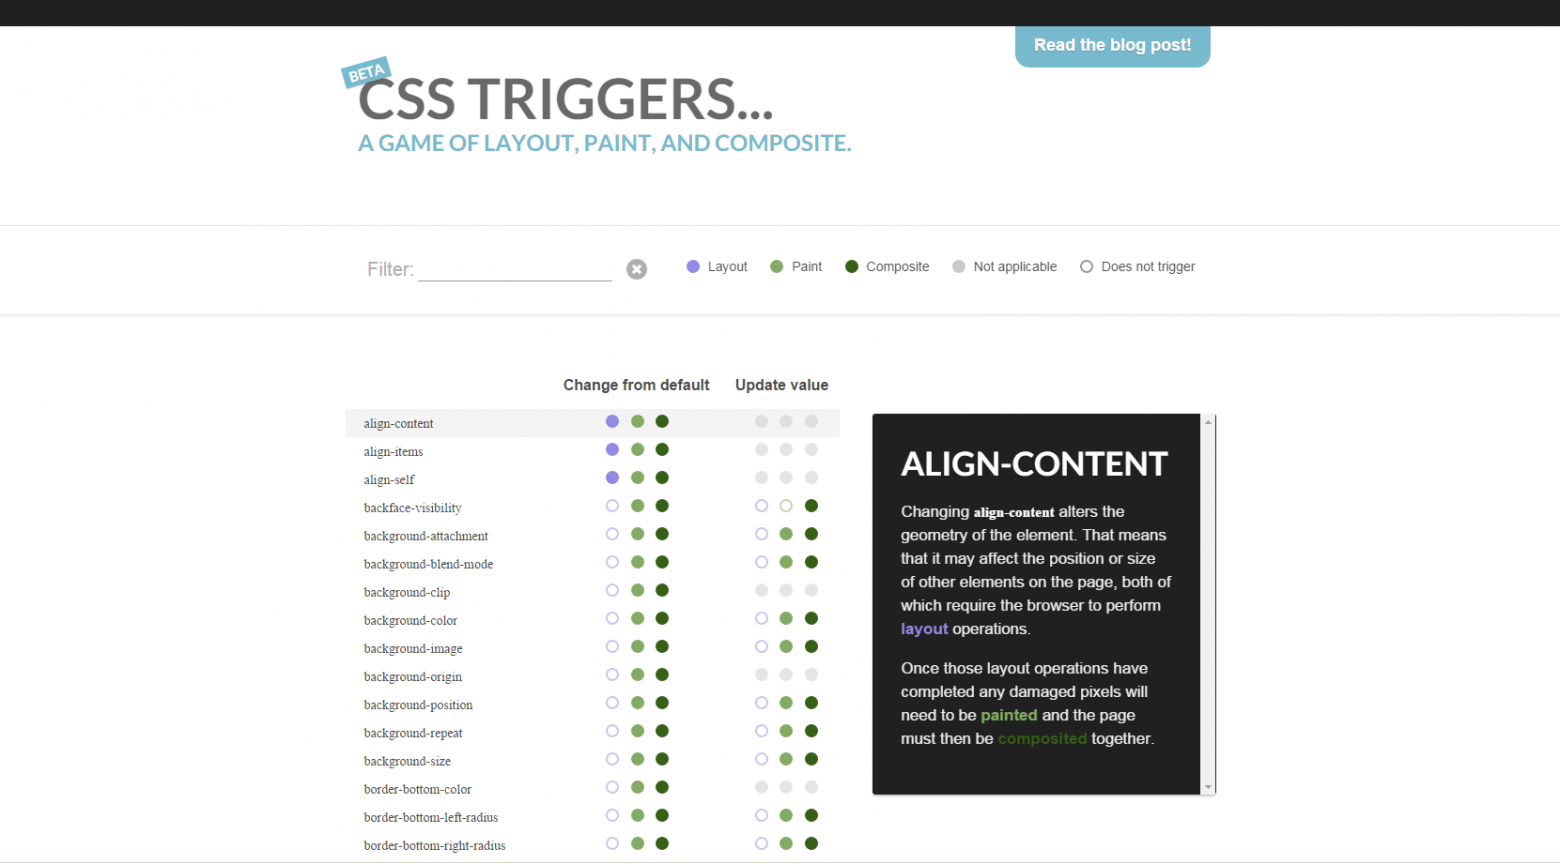 Read the blog post!
BETA
CSS TRIGGERS...
A GAME OF LAYOUT, PAINT, AND COMPOSITE.
Filter:
Layout
Paint
Composite
Not applicable
Does not trigger
Change from default
Update value
align-content
align-items
align-self
backface-visibility
background-attachment
background-blend-mode
background-clip
background-color
background-image
background-origin
background-position
background-repeat
background-size
border-bottom-color
border-bottom-left-radius
border-bottom-right-radius
ALIGN-CONTENT
Changing align-content alters the
geometry of the element. That means
that it may affect the position or size
of other elements on the page, both of
which require the browser to perform
layout operations.
Once those layout operations have
completed any damaged pixels will
need to be painted and the page
must then be composited together.